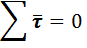 ∑ τ̄ = 0